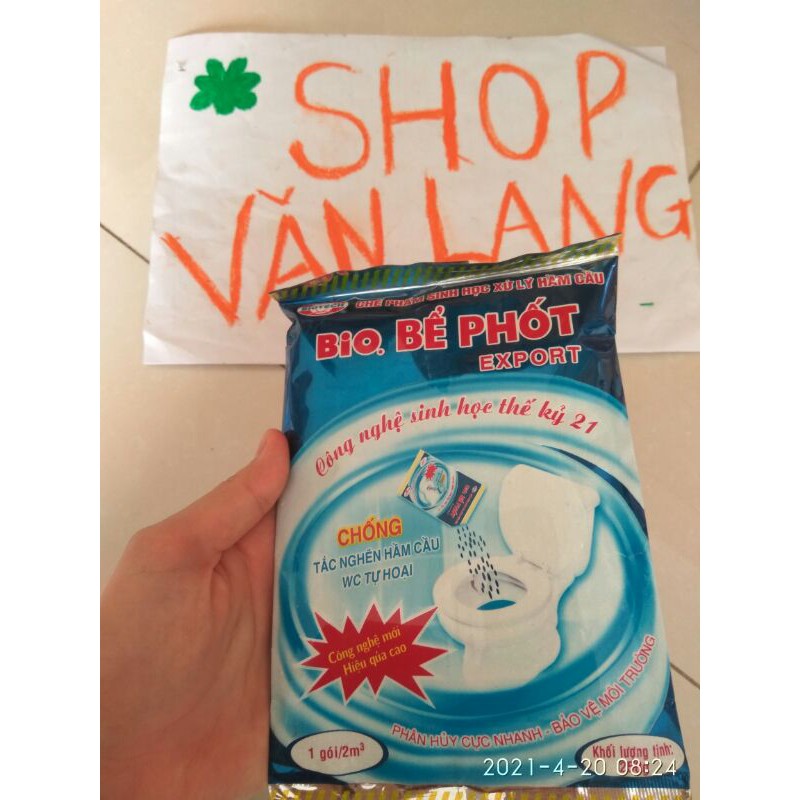 SHOP
VĂN LANG
CHẾ PHẨM SINH HỌC XỬ LÝ HẦM CẦU
BiO. BỂ PHỐT
EXPORT
Công nghệ sinh học thế kỷ 21
CHỐNG
TẮC NGHẼN HẦM CẦU
WC TỰ HOẠI
Công nghệ mới
Hiệu quả cao
PHÂN HỦY CỰC NHANH - BẢO VỆ MÔI TRƯỜNG
1 gói/2m³
Khối lượng tịnh:
2021-4-20 08:24